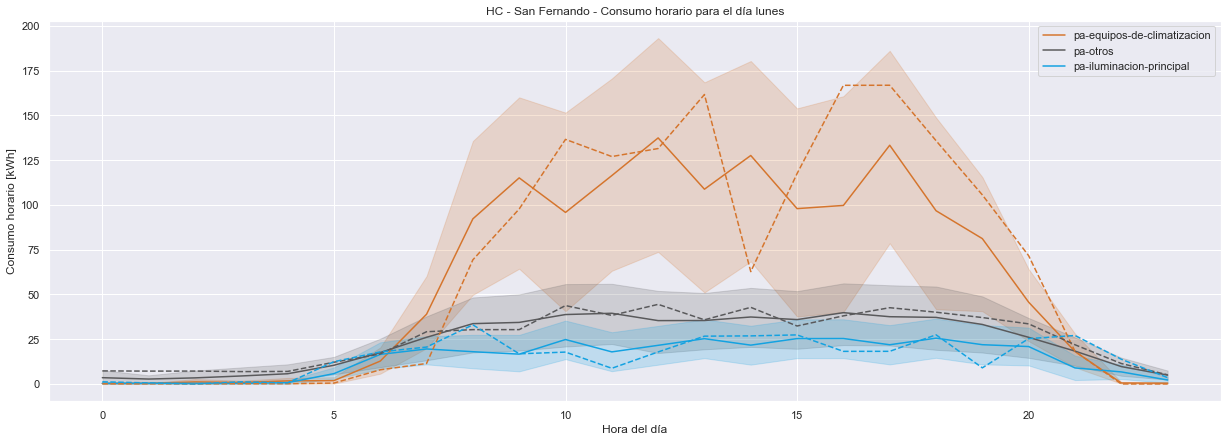 HC - San Fernando - Consumo horario para el día lunes
200
175
150
125
100
75
50
25
0
Consumo horario [kWh]
pa-equipos-de-climatizacion
pa-otros
pa-iluminacion-principal
0 5 10 15 20
Hora del día